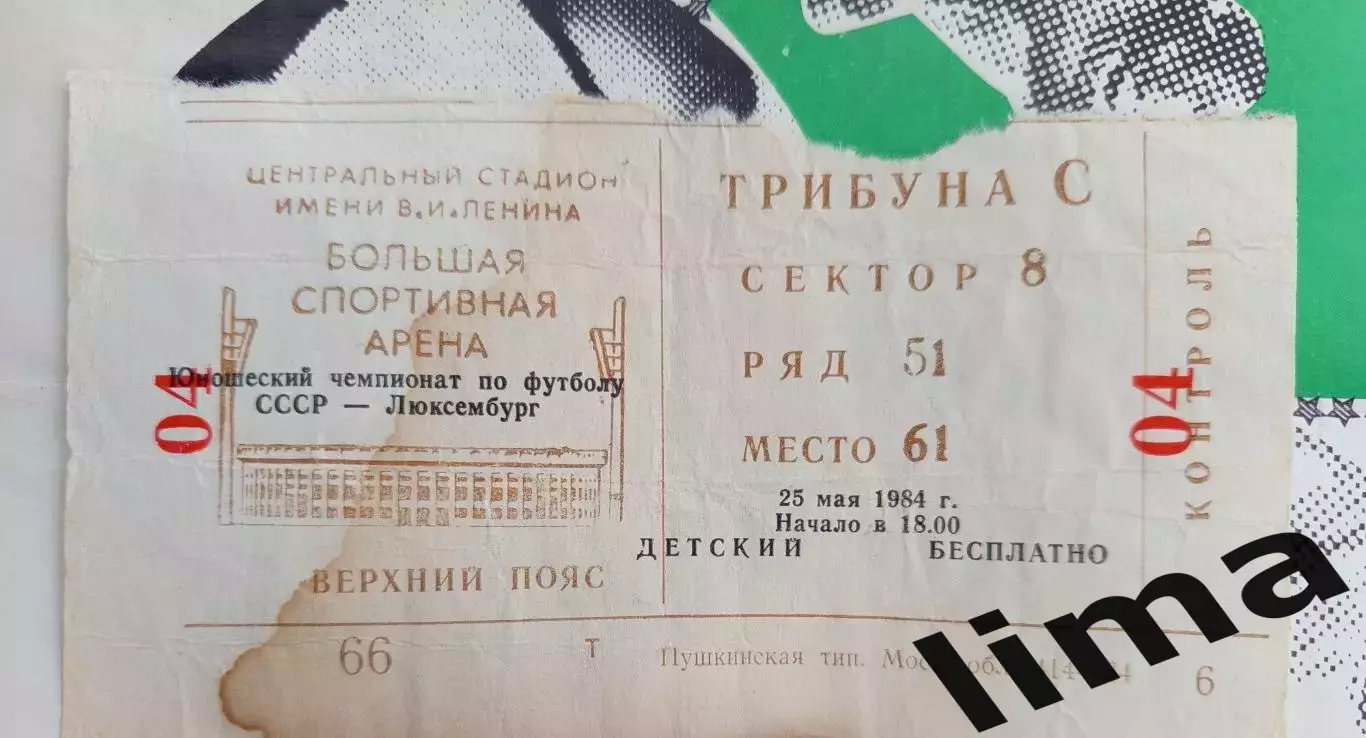 ЦЕНТРАЛЬНЫЙ СТАДИОН
ИМЕНИ В.И.ЛЕНИНА
БОЛЬШАЯ
СПОРТИВНАЯ
АРЕНА
Юношеский чемпионат по футболу
СССР — Люксембург
04
ВЕРХНИЙ ПОЯС
66
Т
ТРИБУНА С
СЕКТОР 8
РЯД 51
МЕСТО 61
25 мая 1984 г.
Начало в 18.00
ДЕТСКИЙ БЕСПЛАТНО
Пушкинская тип.
6
04
КОНТРОЛЬ
lima